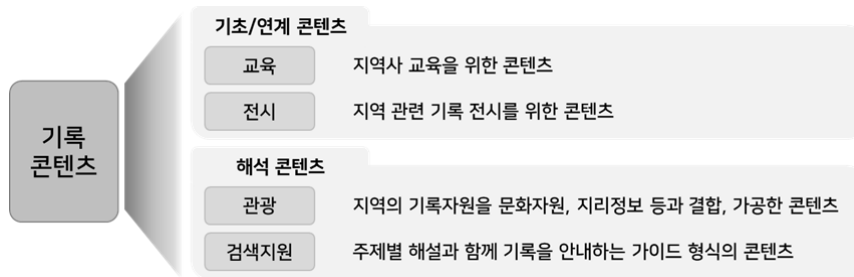 기록
콘텐츠
기초/연계 콘텐츠
교육 지역사 교육을 위한 콘텐츠
전시 지역 관련 기록 전시를 위한 콘텐츠
해석 콘텐츠
관광 지역의 기록자원을 문화자원, 지리정보 등과 결합, 가공한 콘텐츠
검색지원 주제별 해설과 함께 기록을 안내하는 가이드 형식의 콘텐츠